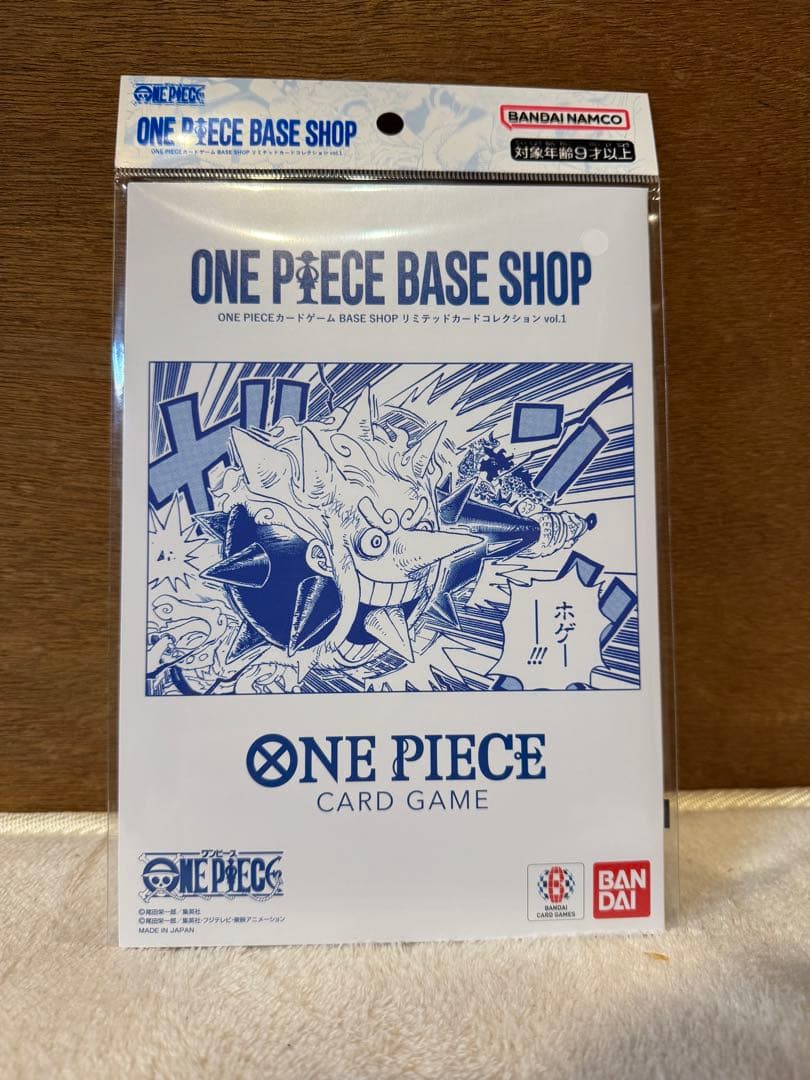 ONE PIECE
BANDAI NAMCO
ONE PIECE BASE SHOP
ONE PIECEカードゲーム BASE SHOP リミテッドカードコレクション vol.1
対象年齢9才以上
ONE PIECE BASE SHOP
ONE PIECEカードゲーム BASE SHOP リミテッドカードコレクション vol.1
ホゲー
ーー!!!
ONE PIECE
CARD GAME
ワンピース
ONE PIECE
©尾田栄一郎/集英社
©尾田栄一郎/集英社・フジテレビ・東映アニメーション
MADE IN JAPAN
BANDAI
CARD GAMES
BAN
DAI